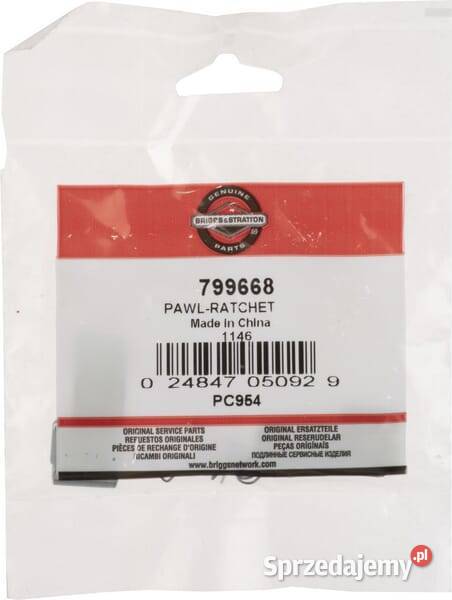 GENUINE
BRIGGS&STRATTON
PARTS
799668
PAWL-RATCHET
Made in China
1146
0 24847 05092 9
PC954
ORIGINAL SERVICE PARTS
REFUESTOS ORIGINALES
PIÈCES DE RECHANGE D'ORIGINE
RICAMBI ORIGINALI
ORIGINAL ERSATZTEILE
ORIGINAL RESERUDELAR
PEÇAS ORIGINAIS
ПОДЛИННЫЕ СЕРВИСНЫЕ ИЗДЕЛИЯ
www.briggsnetwork.com
Sprzedajemy.pl